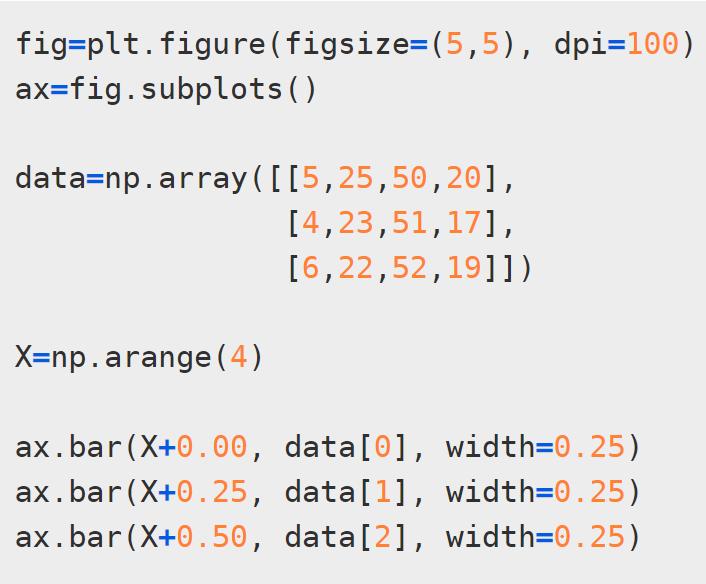 fig=plt.figure(figsize=(5,5), dpi=100)
ax=fig.subplots()
data=np.array([[5,25,50,20],
[4,23,51,17],
[6,22,52,19]])
X=np.arange(4)
ax.bar(X+0.00, data[0], width=0.25)
ax.bar(X+0.25, data[1], width=0.25)
ax.bar(X+0.50, data[2], width=0.25)